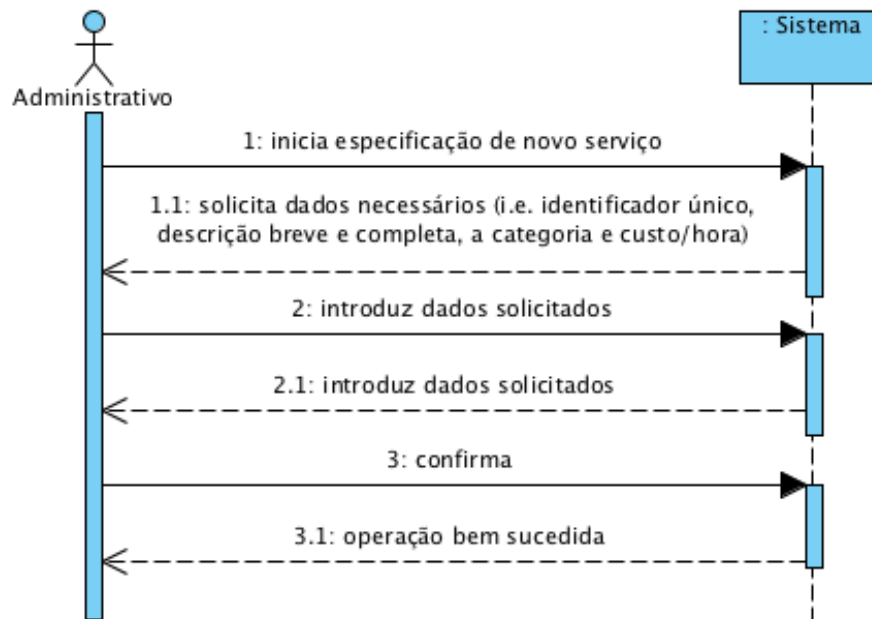 : Sistema
Administrativo
1: inicia especificação de novo serviço
1.1: solicita dados necessários (i.e. identificador único,
descrição breve e completa, a categoria e custo/hora)
2: introduz dados solicitados
2.1: introduz dados solicitados
3: confirma
3.1: operação bem sucedida